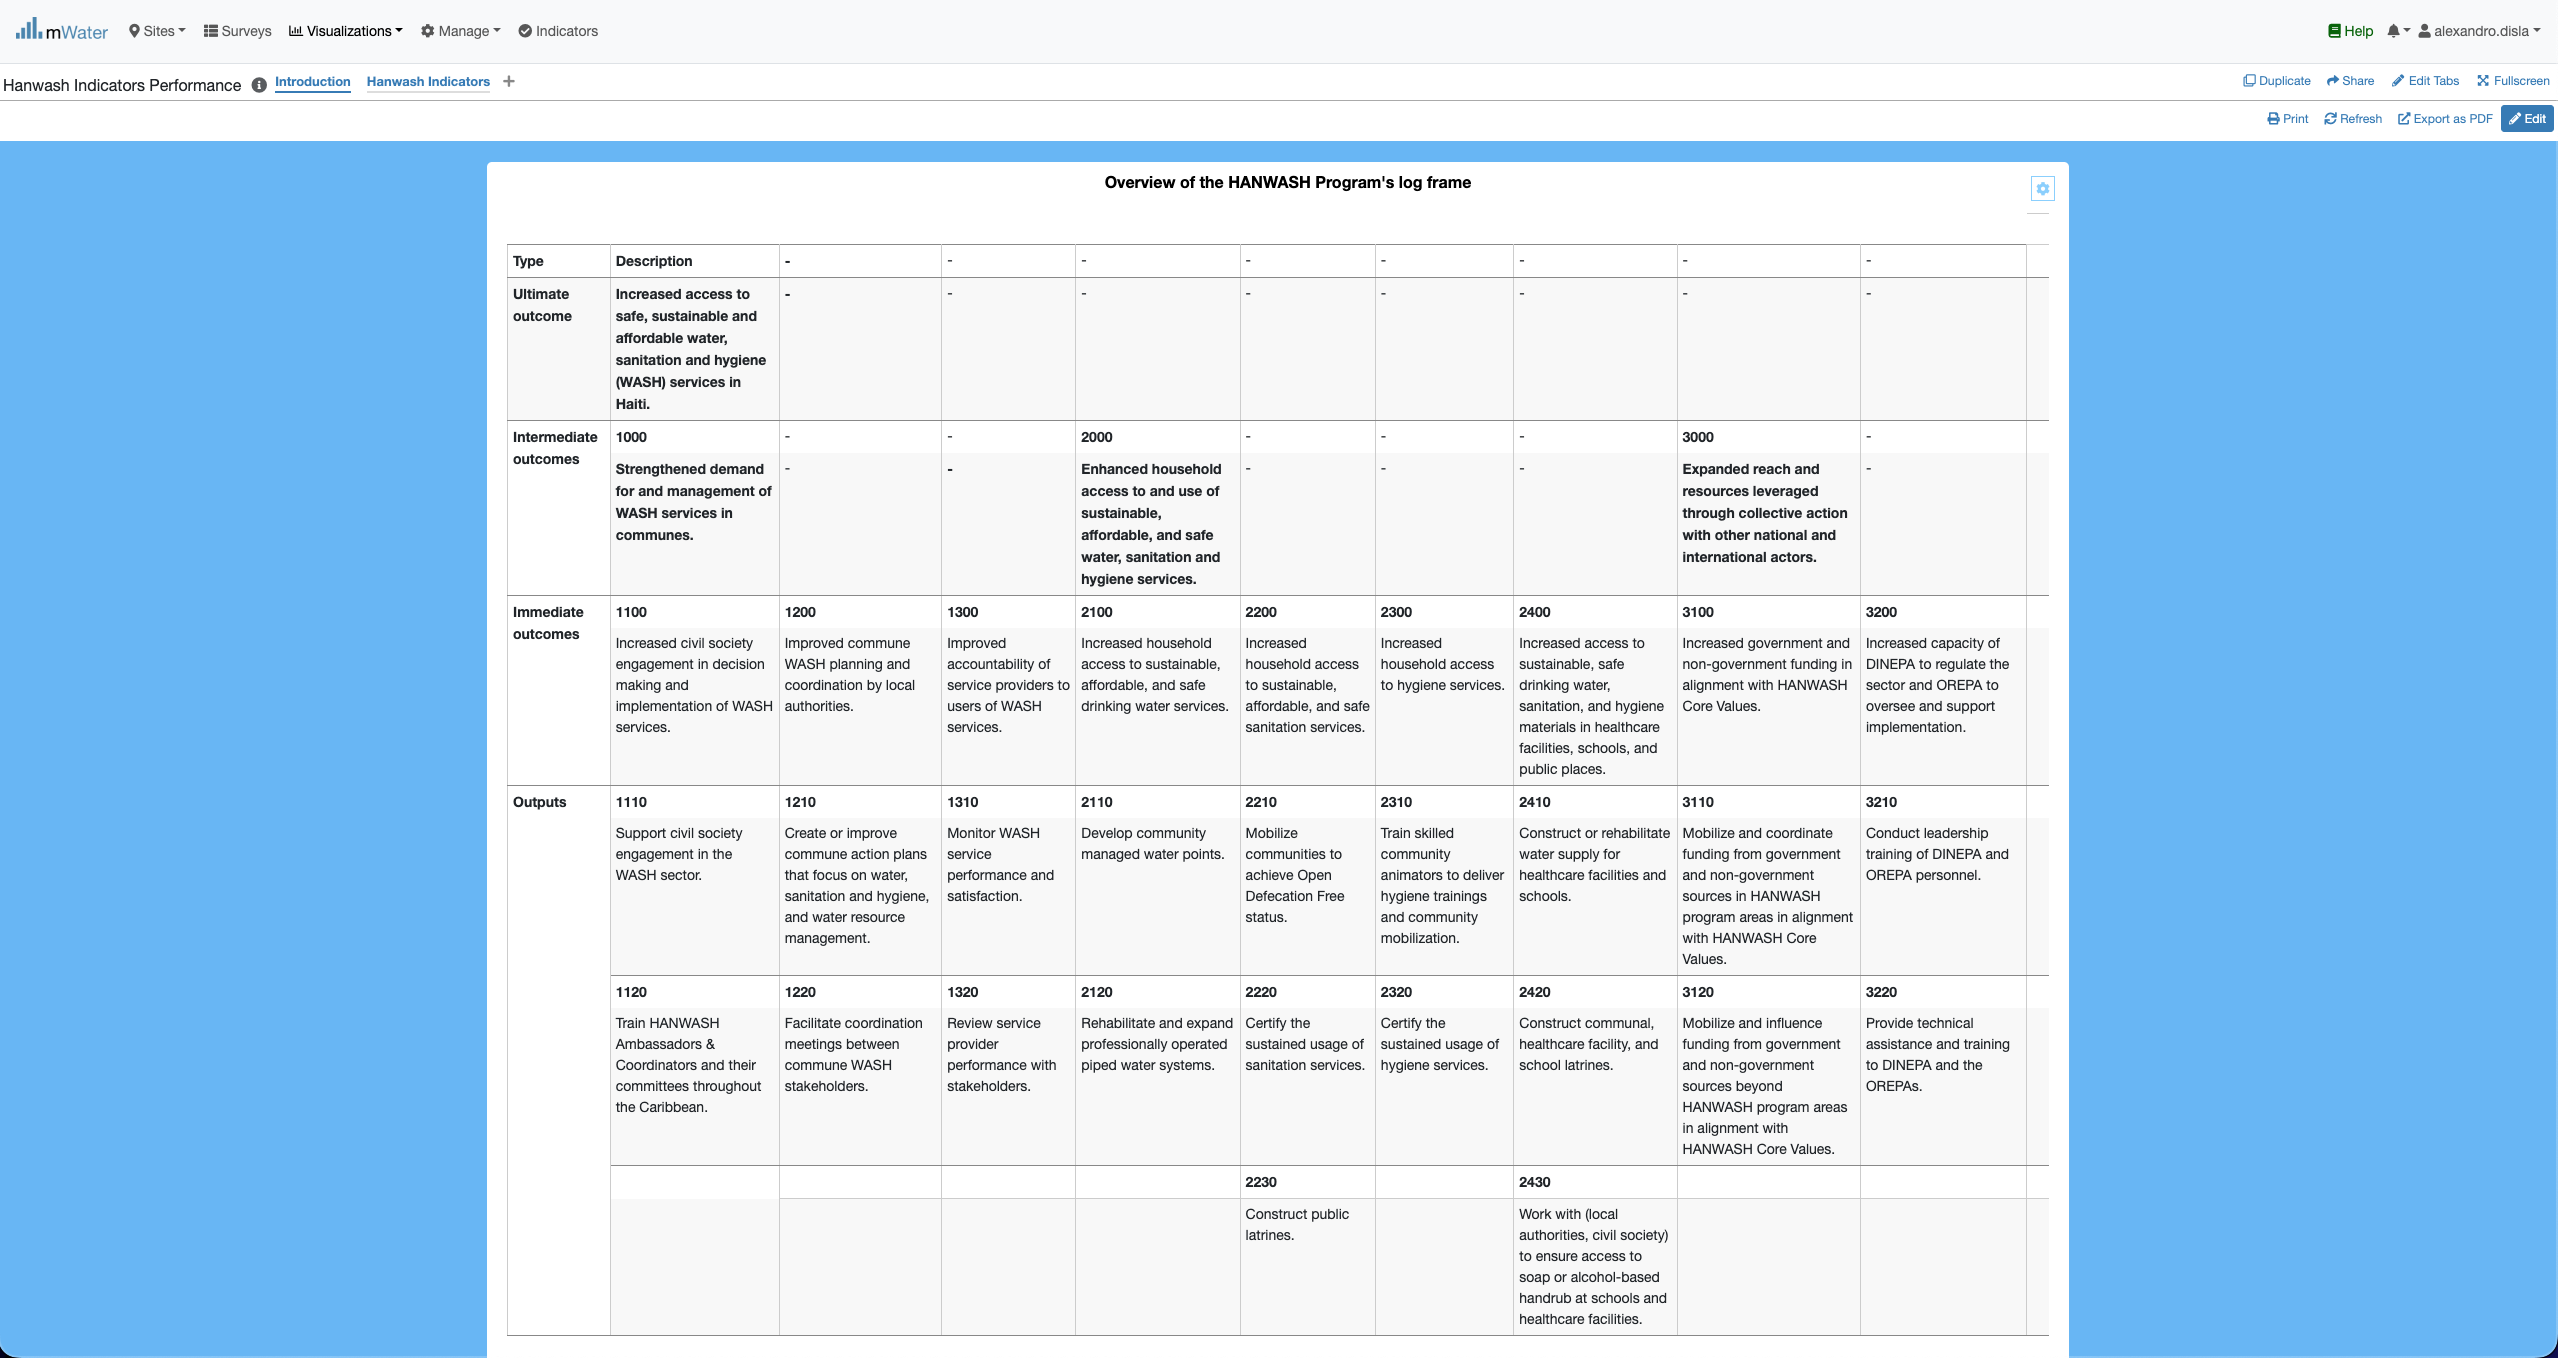 mWater Sites Surveys Visualizations Manage Indicators Help alexandro.disla
Hanwash Indicators Performance Introduction Hanwash Indicators + Duplicate Share Edit Tabs Fullscreen
Print Refresh Export as PDF Edit
Overview of the HANWASH Program's log frame
Type
Description
-
-
-
-
-
-
-
-
Ultimate
outcome
Increased access to
safe, sustainable and
affordable water,
sanitation and hygiene
(WASH) services in
Haiti.
-
-
-
-
-
-
-
-
Intermediate
outcomes
1000
-
-
2000
-
-
-
3000
-
Strengthened demand
for and management of
WASH services in
communes.
-
-
Enhanced household
access to and use of
sustainable,
affordable, and safe
water, sanitation and
hygiene services.
-
-
-
Expanded reach and
resources leveraged
through collective action
with other national and
international actors.
-
Immediate
outcomes
1100
1200
1300
2100
2200
2300
2400
3100
3200
Increased civil society
engagement in decision
making and
implementation of WASH
services.
Improved commune
WASH planning and
coordination by local
authorities.
Improved
accountability of
service providers to
users of WASH
services.
Increased household
access to sustainable,
affordable, and safe
drinking water services.
Increased
household access
to sustainable,
affordable, and safe
sanitation services.
Increased
household access
to hygiene services.
Increased access to
sustainable, safe
drinking water,
sanitation, and hygiene
materials in healthcare
facilities, schools, and
public places.
Increased government and
non-government funding in
alignment with HANWASH
Core Values.
Increased capacity of
DINEPA to regulate the
sector and OREPA to
oversee and support
implementation.
Outputs
1110
1210
1310
2110
2210
2310
2410
3110
3210
Support civil society
engagement in the
WASH sector.
Create or improve
commune action plans
that focus on water,
sanitation and hygiene,
and water resource
management.
Monitor WASH
service
performance and
satisfaction.
Develop community
managed water points.
Mobilize
communities to
achieve Open
Defecation Free
status.
Train skilled
community
animators to deliver
hygiene trainings
and community
mobilization.
Construct or rehabilitate
water supply for
healthcare facilities and
schools.
Mobilize and coordinate
funding from government
and non-government
sources in HANWASH
program areas in alignment
with HANWASH Core
Values.
Conduct leadership
training of DINEPA and
OREPA personnel.
1120
1220
1320
2120
2220
2320
2420
3120
3220
Train HANWASH
Ambassadors &
Coordinators and their
committees throughout
the Caribbean.
Facilitate coordination
meetings between
commune WASH
stakeholders.
Review service
provider
performance with
stakeholders.
Rehabilitate and expand
professionally operated
piped water systems.
Certify the
sustained usage of
sanitation services.
Certify the
sustained usage of
hygiene services.
Construct communal,
healthcare facility, and
school latrines.
Mobilize and influence
funding from government
and non-government
sources beyond
HANWASH program areas
in alignment with
HANWASH Core Values.
Provide technical
assistance and training
to DINEPA and the
OREPAs.
2230
2430
Construct public
latrines.
Work with (local
authorities, civil society)
to ensure access to
soap or alcohol-based
handrub at schools and
healthcare facilities.